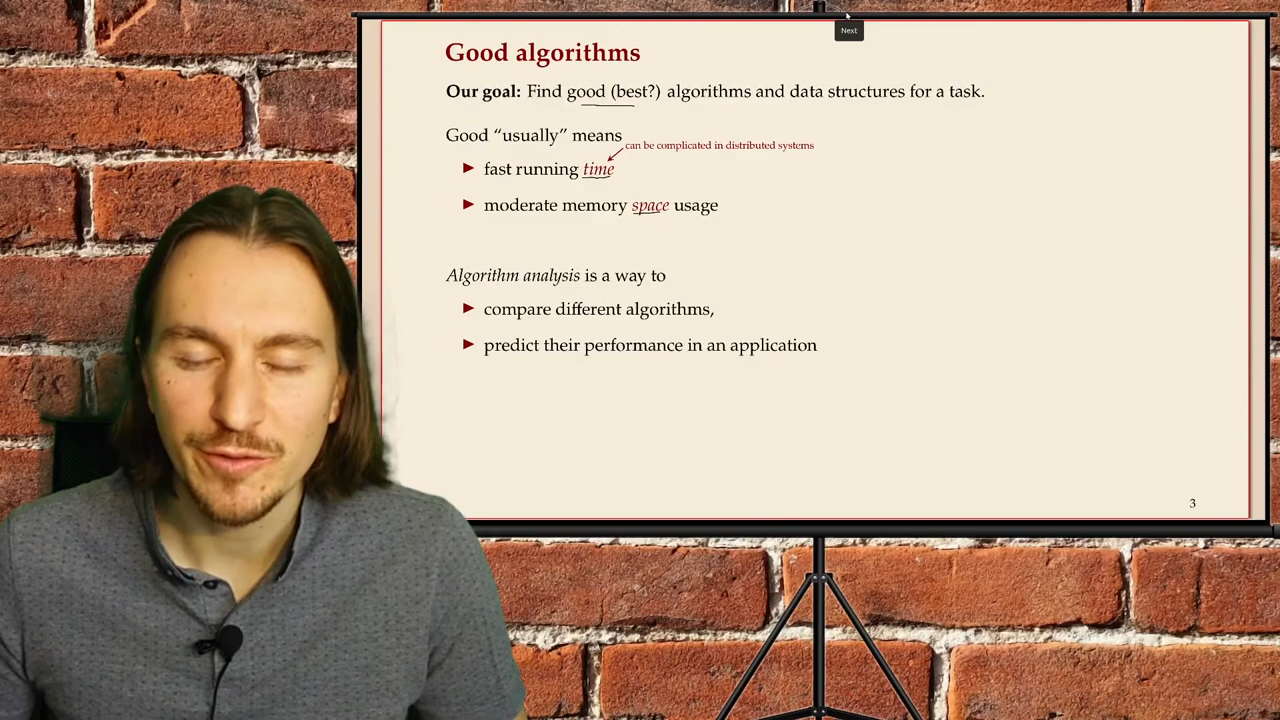 Next
Good algorithms
Our goal: Find good (best?) algorithms and data structures for a task.
Good “usually” means
can be complicated in distributed systems
► fast running time
► moderate memory space usage
Algorithm analysis is a way to
► compare different algorithms,
► predict their performance in an application
3